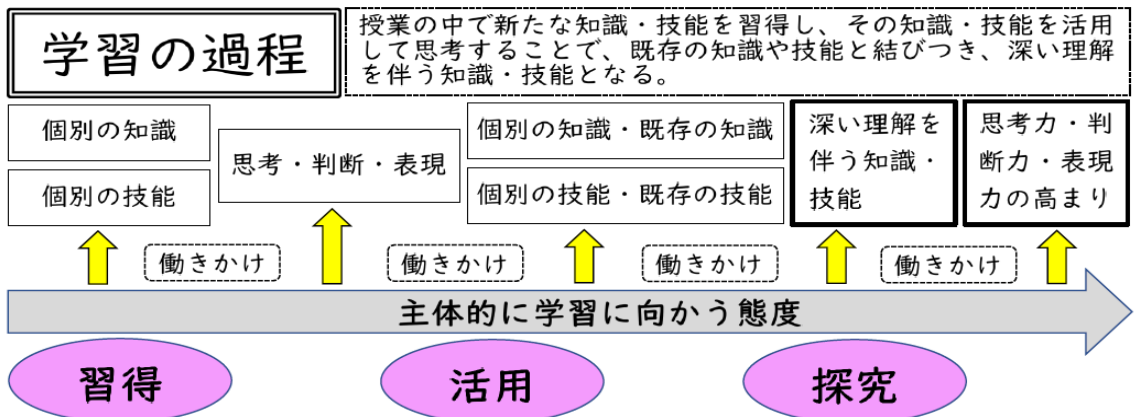 学習の過程
授業の中で新たな知識・技能を習得し、その知識・技能を活用
して思考することで、既存の知識や技能と結びつき、深い理解
を伴う知識・技能となる。
個別の知識
個別の技能
思考・判断・表現
個別の知識・既存の知識
個別の技能・既存の技能
深い理解を
伴う知識・
技能
思考力・判
断力・表現
力の高まり
働きかけ
働きかけ
働きかけ
働きかけ
主体的に学習に向かう態度
習得
活用
探究